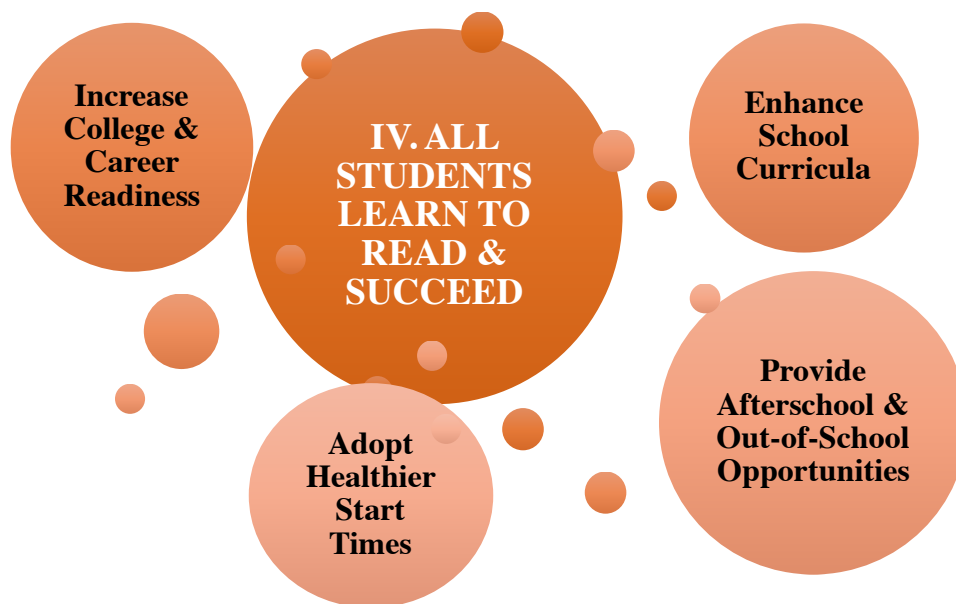 Increase
College &
Career
Readiness
IV. ALL
STUDENTS
LEARN TO
READ &
SUCCEED
Enhance
School
Curricula
Provide
Afterschool &
Out-of-School
Opportunities
Adopt
Healthier
Start
Times